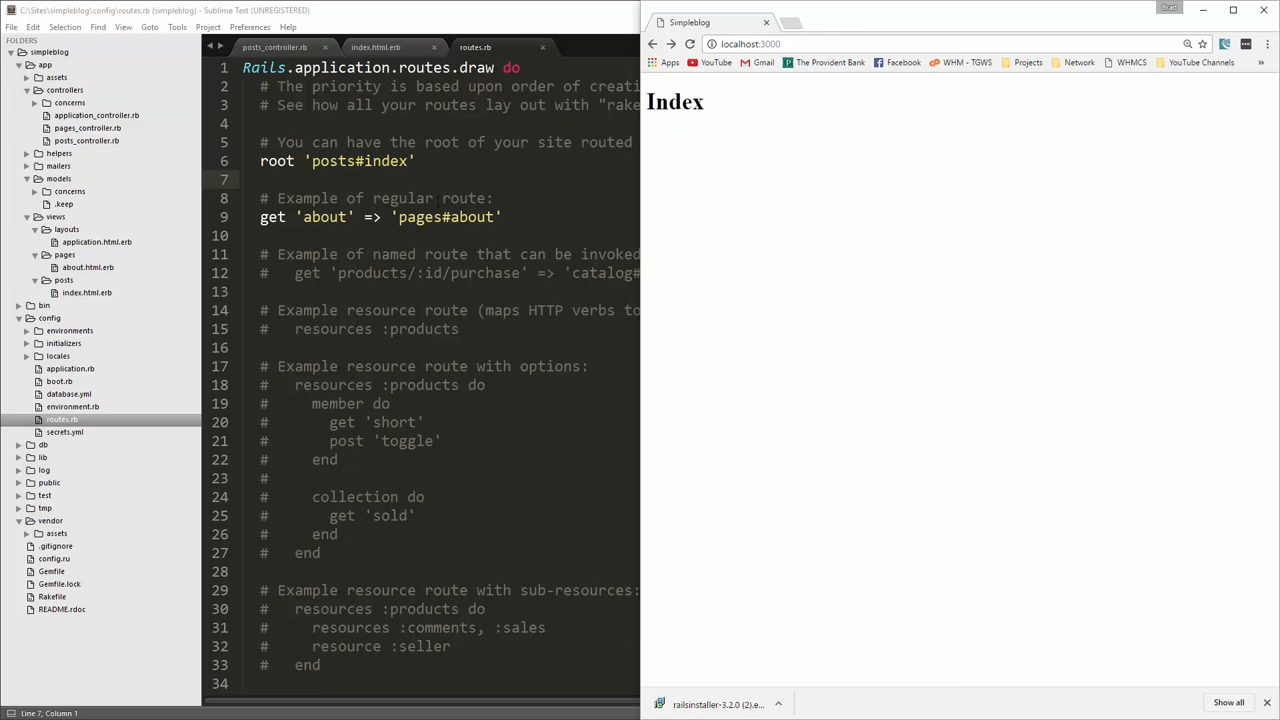 C:\Sites\simpleblog\config\routes.rb (simpleblog) - Sublime Text (UNREGISTERED)
File Edit Selection Find View Goto Tools Project Preferences Help
FOLDERS
simpleblog
app
assets
controllers
concerns
application_controller.rb
pages_controller.rb
posts_controller.rb
helpers
mailers
models
concerns
.keep
views
layouts
application.html.erb
pages
about.html.erb
posts
index.html.erb
bin
config
environments
initializers
locales
application.rb
boot.rb
database.yml
environment.rb
routes.rb
secrets.yml
db
lib
log
public
test
tmp
vendor
assets
.gitignore
config.ru
Gemfile
Gemfile.lock
Rakefile
README.rdoc
posts_controller.rb index.html.erb routes.rb
1 Rails.application.routes.draw do
2 # The priority is based upon order of creati
3 # See how all your routes lay out with "rake
4
5 # You can have the root of your site routed
6 root 'posts#index'
7
8 # Example of regular route:
9 get 'about' => 'pages#about'
10
11 # Example of named route that can be invoked
12 # get 'products/:id/purchase' => 'catalog#
13
14 # Example resource route (maps HTTP verbs to
15 # resources :products
16
17 # Example resource route with options:
18 # resources :products do
19 # member do
20 # get 'short'
21 # post 'toggle'
22 # end
23 #
24 # collection do
25 # get 'sold'
26 # end
27 # end
28
29 # Example resource route with sub-resources:
30 # resources :products do
31 # resources :comments, :sales
32 # resource :seller
33 # end
34
Line 7, Column 1
Brad
Simpleblog
localhost:3000
Apps YouTube Gmail The Provident Bank Facebook WHM - TGWS Projects Network WHMCS YouTube Channels
Index
railsinstaller-3.2.0 (2).e...
Show all